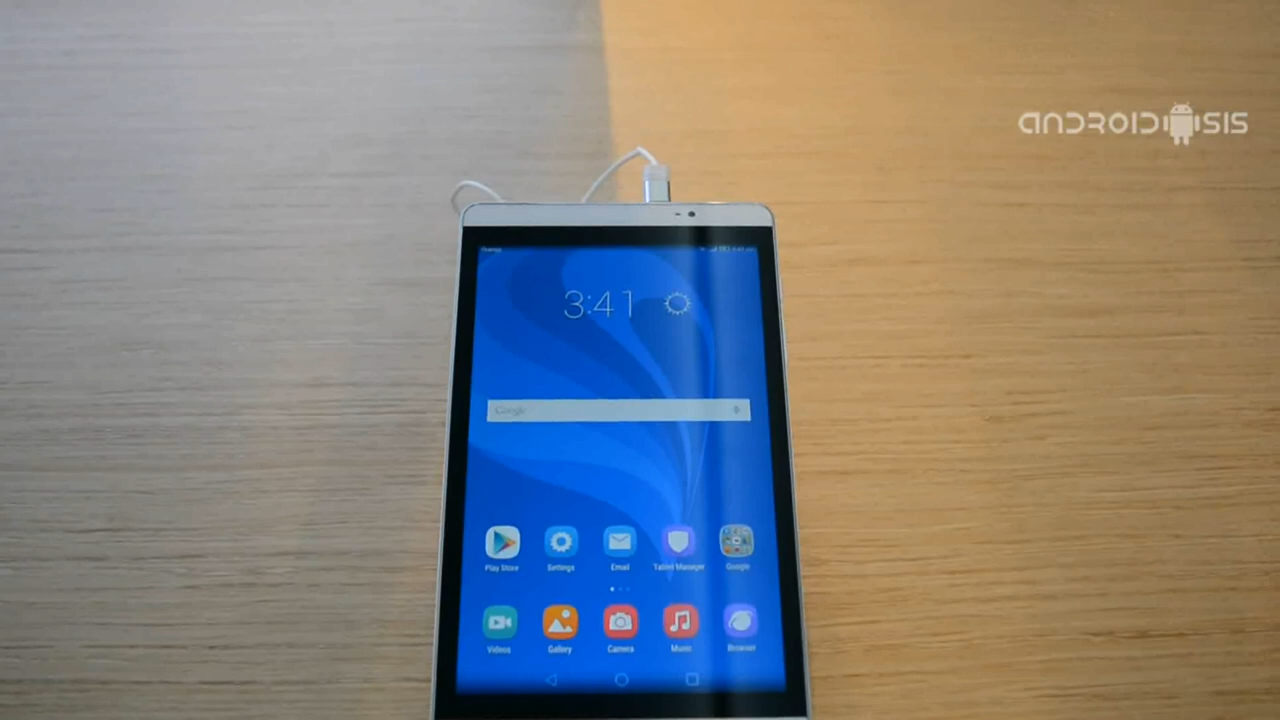 ANDROIDSIS
3:41
Google
Play Store
Settings
Email
Tablet Manager
Google
Videos
Gallery
Camera
Music
Browser